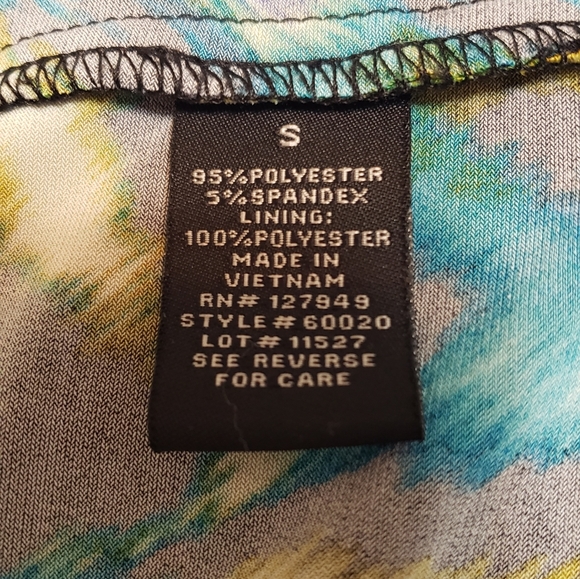 S
95%POLYESTER
5%SPANDEX
LINING:
100%POLYESTER
MADE IN
VIETNAM
RN# 127949
STYLE# 60020
LOT# 11527
SEE REVERSE
FOR CARE